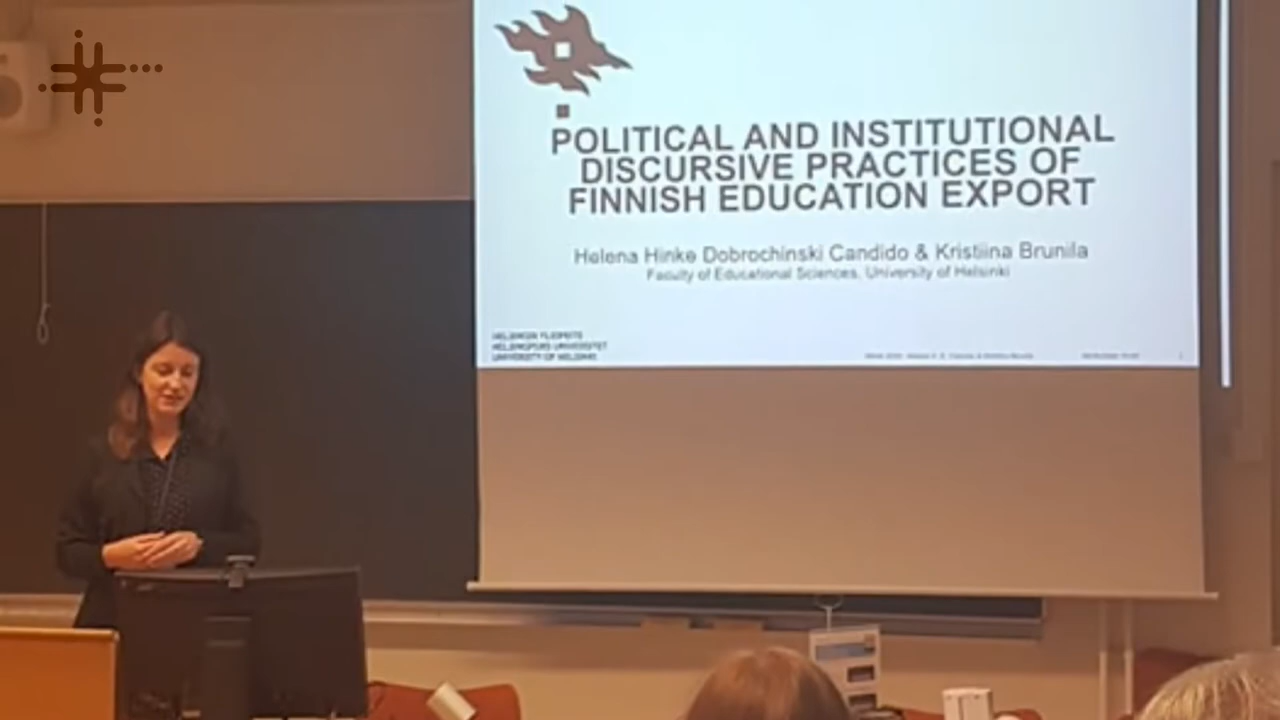 POLITICAL AND INSTITUTIONAL
DISCURSIVE PRACTICES OF
FINNISH EDUCATION EXPORT
Helena Hinke Dobrochinski Candido & Kristiina Brunila
Faculty of Educational Sciences, University of Helsinki
HELSINGIN YLIOPISTO
HELSINGFORS UNIVERSITET
UNIVERSITY OF HELSINKI